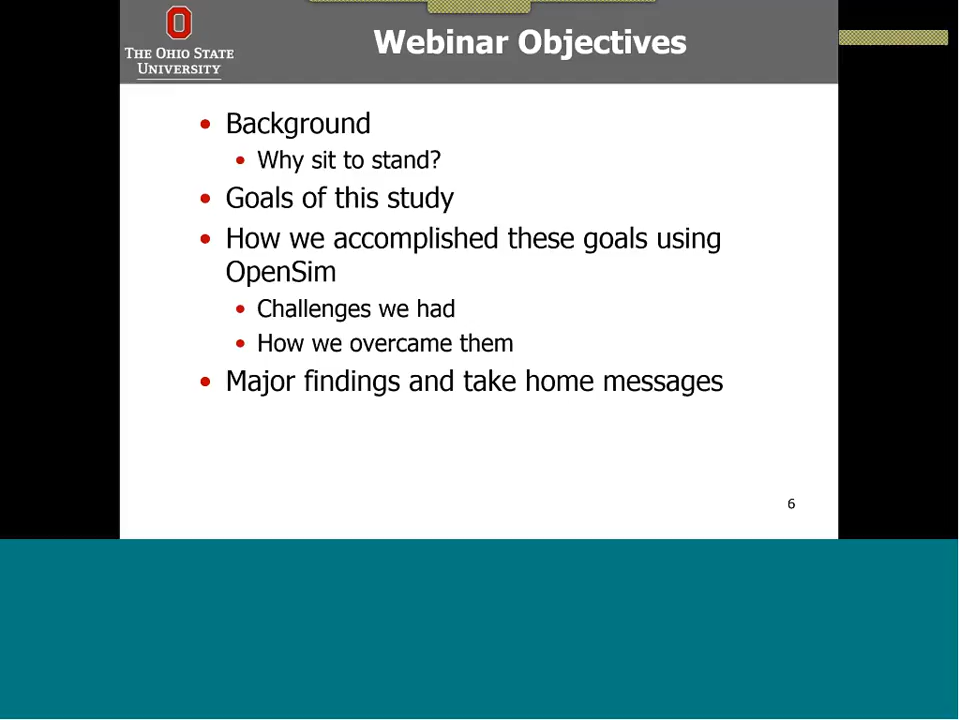 THE OHIO STATE
UNIVERSITY
Webinar Objectives
• Background
• Why sit to stand?
• Goals of this study
• How we accomplished these goals using
OpenSim
• Challenges we had
• How we overcame them
• Major findings and take home messages
6